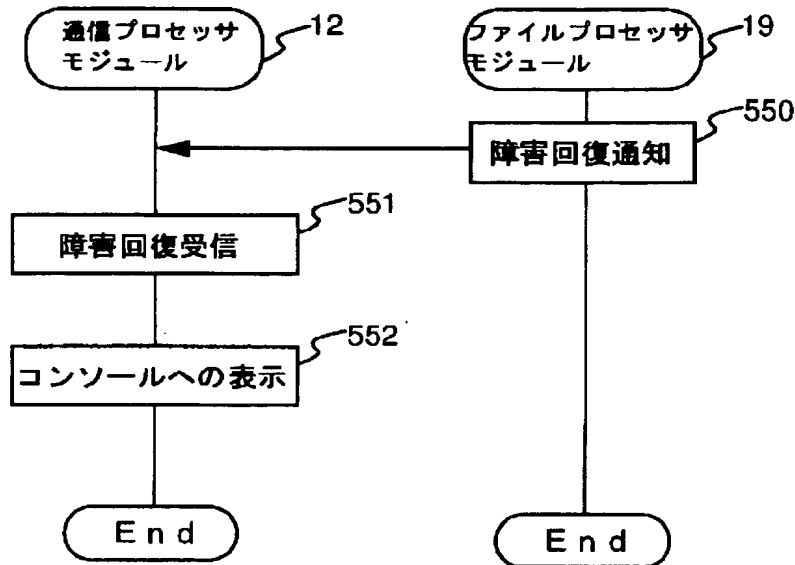 通信プロセッサ
モジュール
12
ファイルプロセッサ
モジュール
19
550
障害回復通知
551
障害回復受信
552
コンソールへの表示
End
End